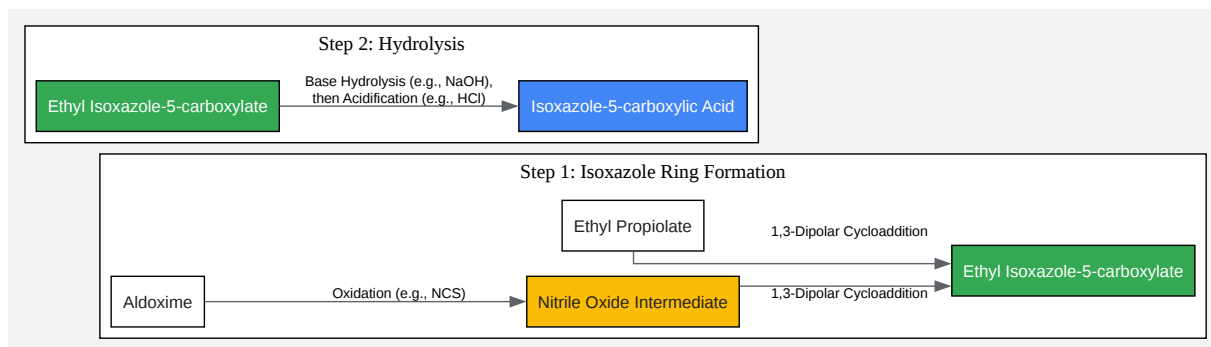 Step 2: Hydrolysis
Ethyl Isoxazole-5-carboxylate
Base Hydrolysis (e.g., NaOH),
then Acidification (e.g., HCl)
Isoxazole-5-carboxylic Acid
Step 1: Isoxazole Ring Formation
Ethyl Propiolate
1,3-Dipolar Cycloaddition
Ethyl Isoxazole-5-carboxylate
Aldoxime
Oxidation (e.g., NCS)
Nitrile Oxide Intermediate
1,3-Dipolar Cycloaddition